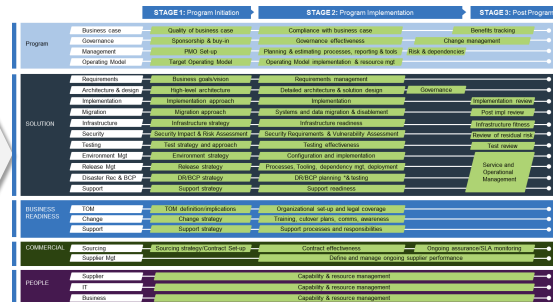 STAGE 1: Program Initiation STAGE 2: Program Implementation STAGE 3: Post Program
Program
Business case Quality of business case Compliance with business case Benefits tracking
Governance Sponsorship & buy-in Governance effectiveness Change management
Management PMO Set-up Planning & estimating processes, reporting & tools Risk & dependencies
Operating Model Target Operating Model Operating Model implementation & resource mgt
SOLUTION
Requirements Business goals/vision Requirements management
Architecture & design High-level architecture Detailed architecture & solution design Governance
Implementation Implementation approach Implementation Implementation review
Migration Migration approach Systems and data migration & disablement Post impl review
Infrastructure Infrastructure strategy Infrastructure readiness Infrastructure fitness
Security Security Impact & Risk Assessment Security Requirements & Vulnerability Assessment Review of residual risk
Testing Test strategy and approach Testing effectiveness Test review
Environment Mgt Environment strategy Configuration and implementation
Release Mgt Release strategy Processes, Tooling, dependency mgt, deployment
Disaster Rec & BCP DR/BCP strategy DR/BCP planning *& testing
Support Support strategy Support readiness
Service and
Operational
Management
BUSINESS
READINESS
TOM TOM definition/implications Organizational set-up and legal coverage
Change Change strategy Training, cutover plans, comms, awareness
Support Support strategy Support processes and responsibilities
COMMERCIAL
Sourcing Sourcing strategy/Contract Set-up Contract effectiveness Ongoing assurance/SLA monitoring
Supplier Mgt Define and manage ongoing supplier performance
PEOPLE
Supplier Capability & resource management
IT Capability & resource management
Business Capability & resource management